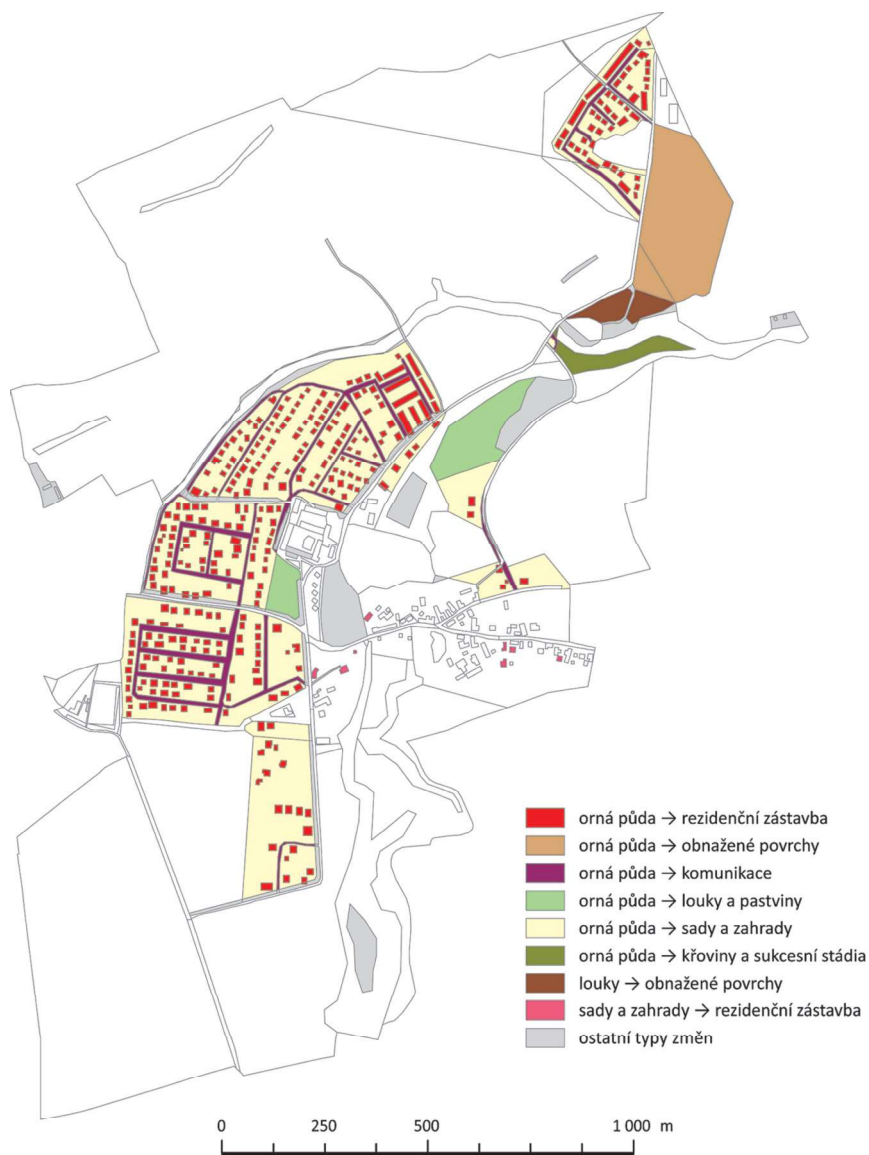 orná půda → rezidenční zástavba
orná půda → obnažené povrchy
orná půda → komunikace
orná půda → louky a pastviny
orná půda → sady a zahrady
orná půda → křoviny a sukcesní stádia
louky → obnažené povrchy
sady a zahrady → rezidenční zástavba
ostatní typy změn
0 250 500 1 000 m